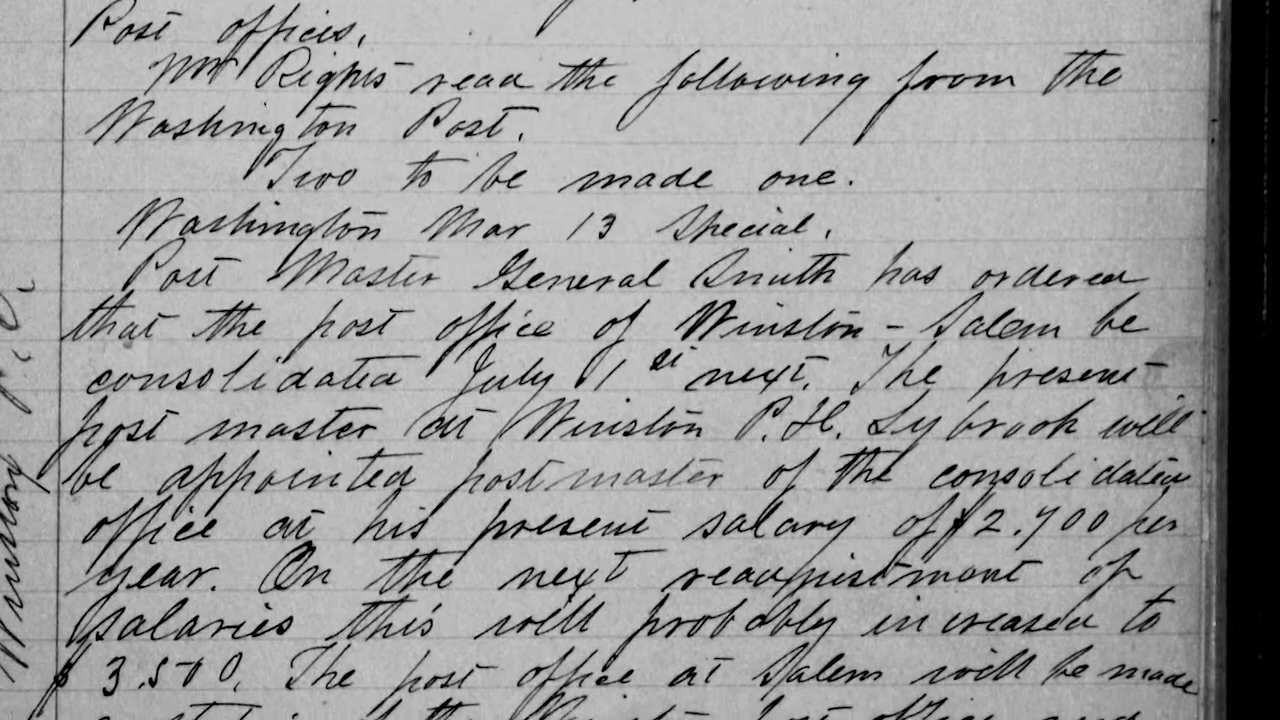 Post offices,
Mr Rights read the following from the
Washington Post.
Two to be made one.
Washington Mar 13 Special.
Post Master General Smith has ordered
that the post office of Winston-Salem be
consolidated July 1st next. The present
post master at Winston P.H. Lybrook will
be appointed postmaster of the consolidated
office at his present salary of $2.700 per
year. On the next readjustment of
salaries this will probably increased to
$3.500. The post office at Salem will be made
Post office and
Winston